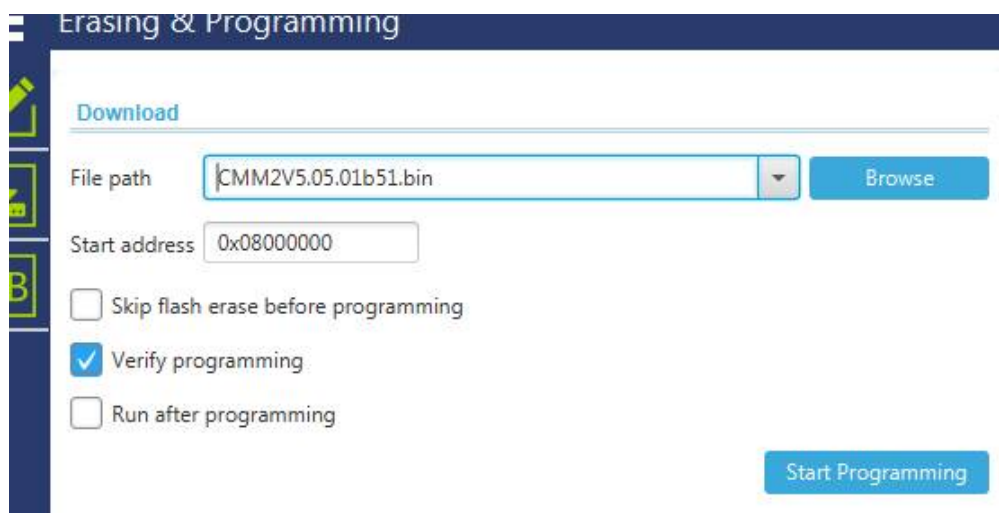 Erasing & Programming
Download
File path CMM2V5.05.01b51.bin Browse
Start address 0x08000000
Skip flash erase before programming
Verify programming
Run after programming
Start Programming
B